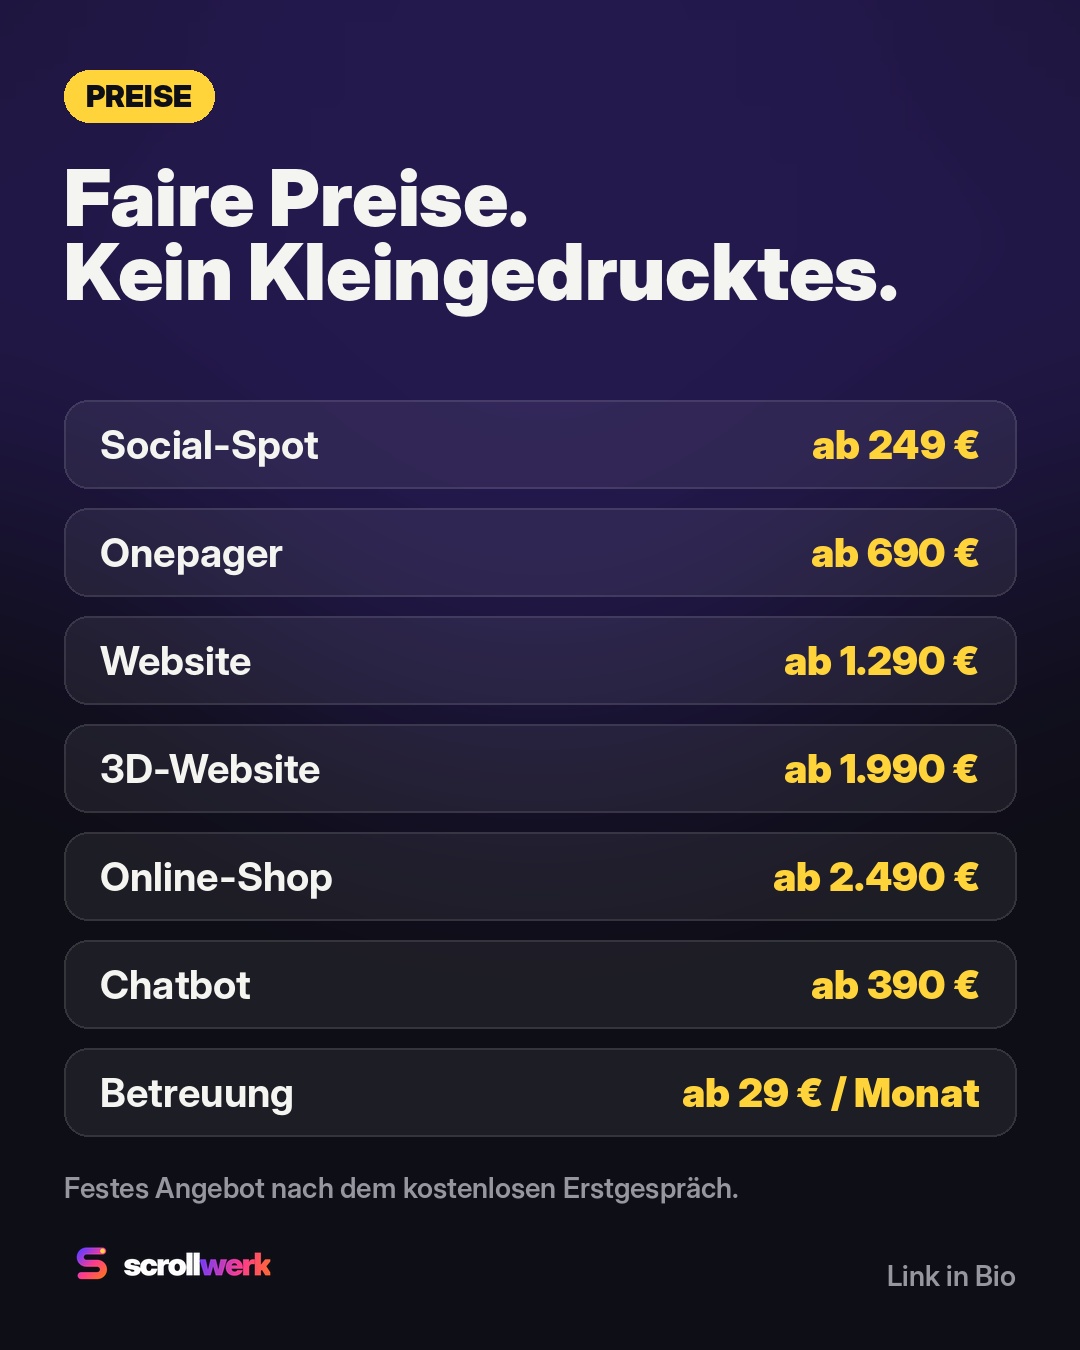 PREISE
Faire Preise.
Kein Kleingedrucktes.
Social-Spot ab 249 €
Onepager ab 690 €
Website ab 1.290 €
3D-Website ab 1.990 €
Online-Shop ab 2.490 €
Chatbot ab 390 €
Betreuung ab 29 € / Monat
Festes Angebot nach dem kostenlosen Erstgespräch.
scrollwerk
Link in Bio